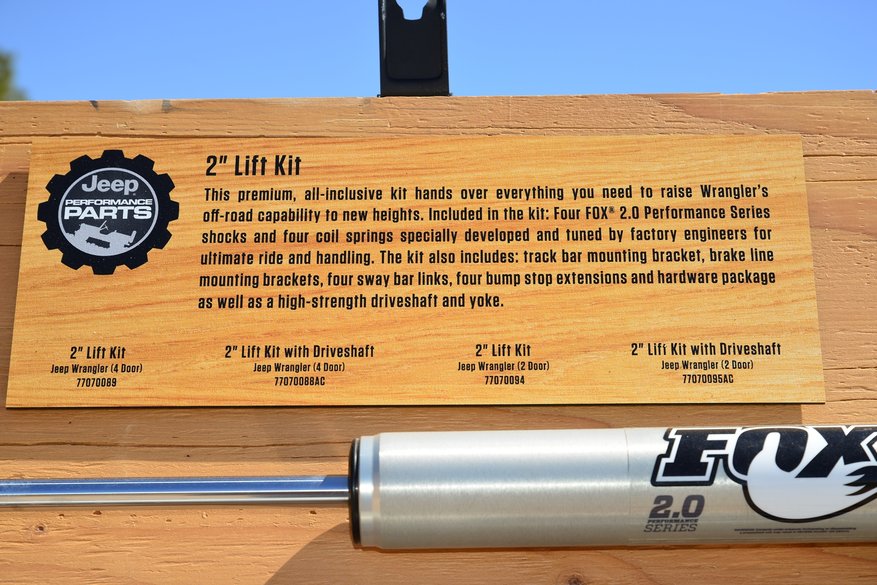 Jeep
PERFORMANCE
PARTS
2" Lift Kit
This premium, all-inclusive kit hands over everything you need to raise Wrangler's
off-road capability to new heights. Included in the kit: Four FOX® 2.0 Performance Series
shocks and four coil springs specially developed and tuned by factory engineers for
ultimate ride and handling. The kit also includes: track bar mounting bracket, brake line
mounting brackets, four sway bar links, four bump stop extensions and hardware package
as well as a high-strength driveshaft and yoke.
2" Lift Kit
Jeep Wrangler (4 Door)
77070089
2" Lift Kit with Driveshaft
Jeep Wrangler (4 Door)
77070088AC
2" Lift Kit
Jeep Wrangler (2 Door)
77070094
2" Lift Kit with Driveshaft
Jeep Wrangler (2 Door)
77070095AC
FOX
2.0
PERFORMANCE
SERIES